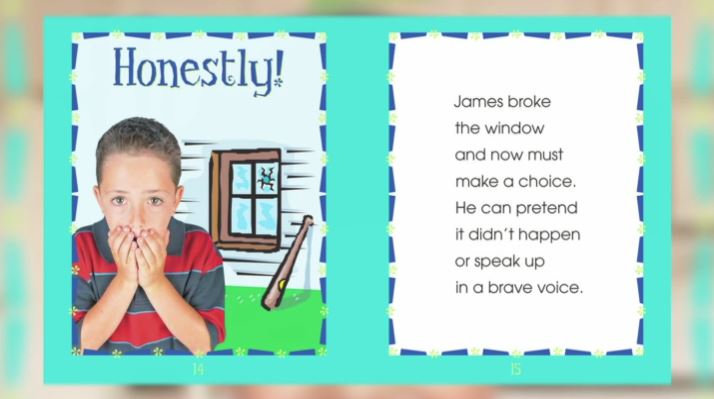 Honestly!
James broke
the window
and now must
make a choice.
He can pretend
it didn't happen
or speak up
in a brave voice.
14
15